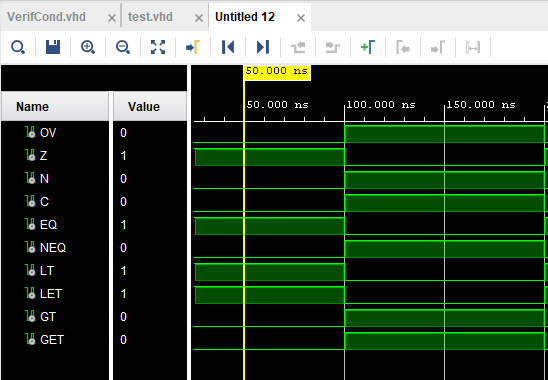 VerifCond.vhd × test.vhd × Untitled 12 ×
50.000 ns
Name Value
50.000 ns 100.000 ns 150.000 ns
OV 0
Z 1
N 0
C 0
EQ 1
NEQ 0
LT 1
LET 1
GT 0
GET 0